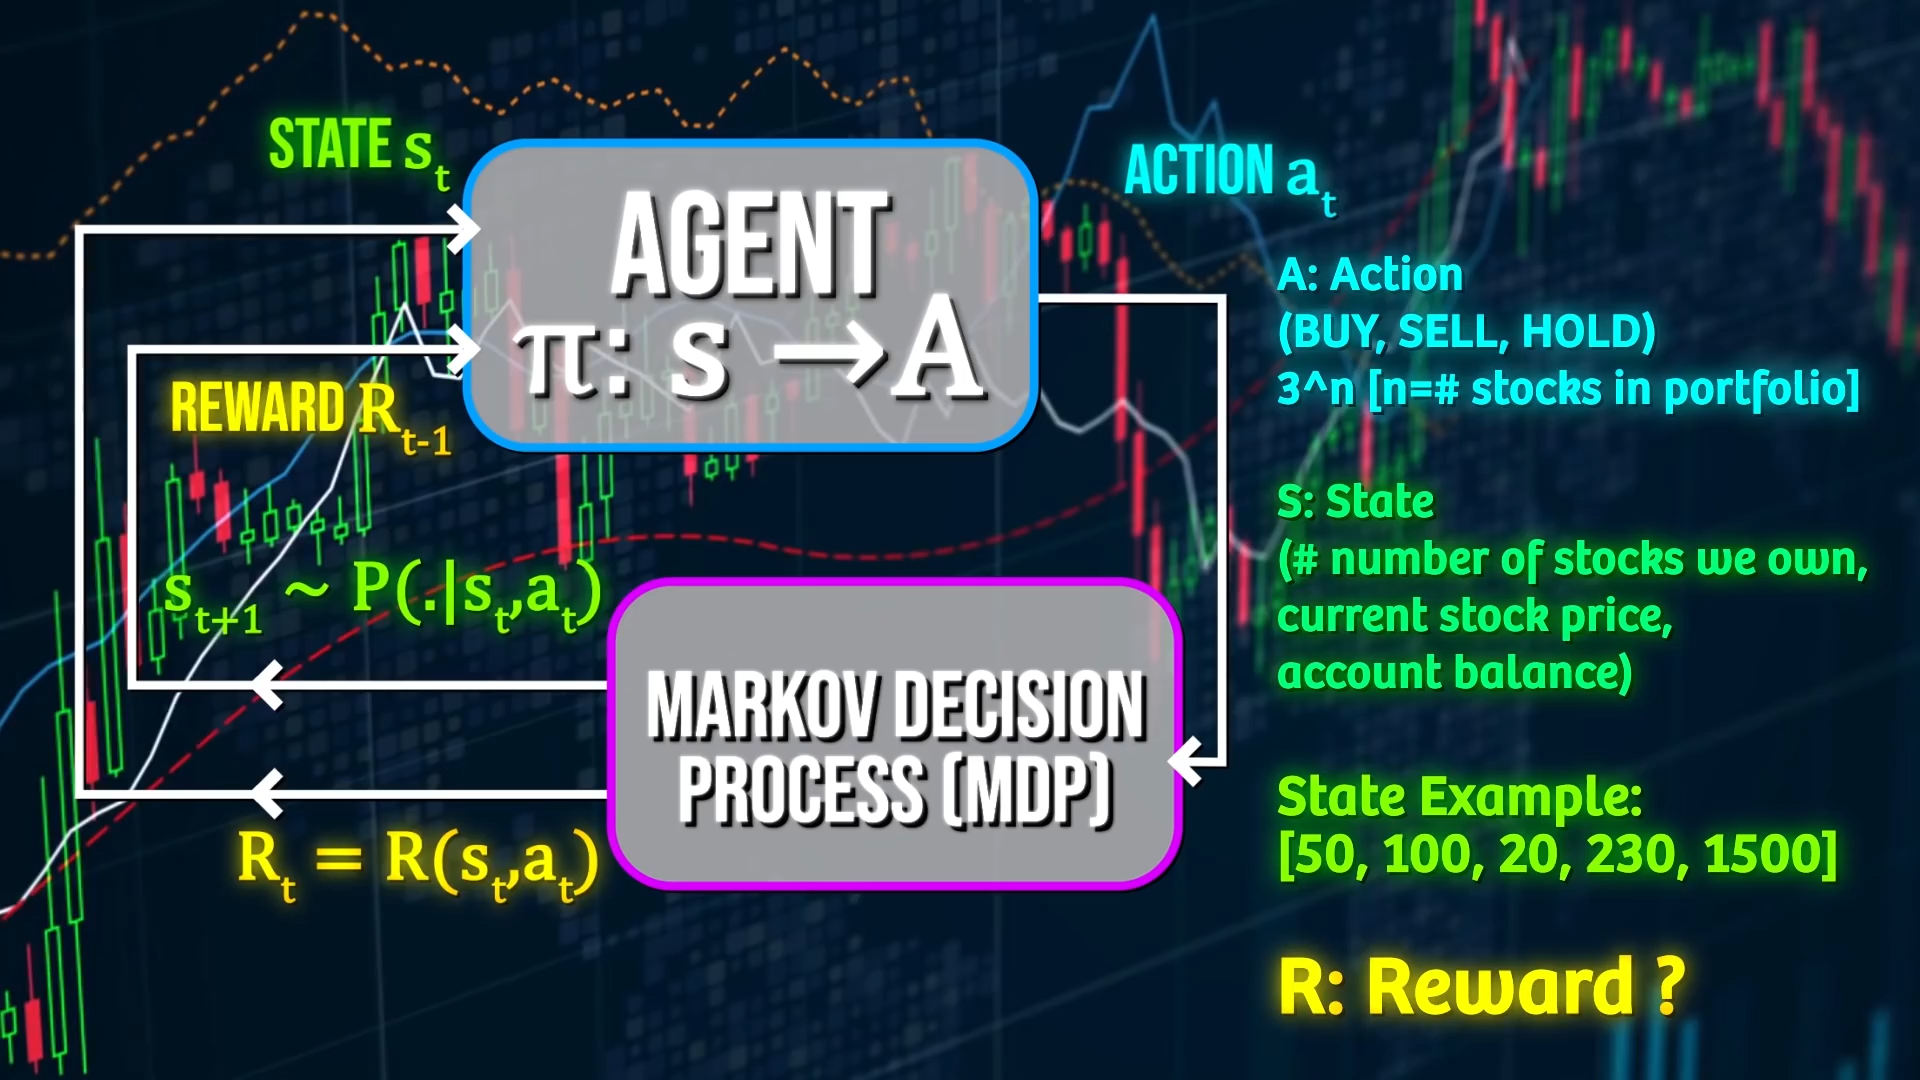 STATE sₜ
AGENT
π: s →A
ACTION aₜ
REWARD Rₜ₋₁
sₜ₊₁ ~ P(.|sₜ,aₜ)
MARKOV DECISION
PROCESS (MDP)
Rₜ = R(sₜ,aₜ)
A: Action
(BUY, SELL, HOLD)
3^n [n=# stocks in portfolio]
S: State
(# number of stocks we own,
current stock price,
account balance)
State Example:
[50, 100, 20, 230, 1500]
R: Reward ?